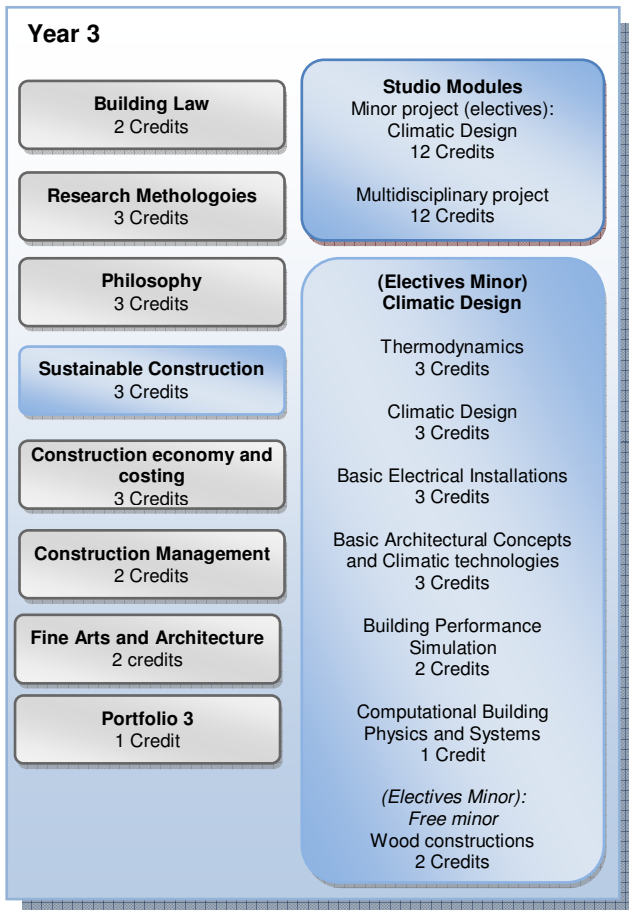 Year 3
Building Law
2 Credits
Research Methologoies
3 Credits
Philosophy
3 Credits
Sustainable Construction
3 Credits
Construction economy and
costing
3 Credits
Construction Management
2 Credits
Fine Arts and Architecture
2 credits
Portfolio 3
1 Credit
Studio Modules
Minor project (electives):
Climatic Design
12 Credits
Multidisciplinary project
12 Credits
(Electives Minor)
Climatic Design
Thermodynamics
3 Credits
Climatic Design
3 Credits
Basic Electrical Installations
3 Credits
Basic Architectural Concepts
and Climatic technologies
3 Credits
Building Performance
Simulation
2 Credits
Computational Building
Physics and Systems
1 Credit
(Electives Minor):
Free minor
Wood constructions
2 Credits